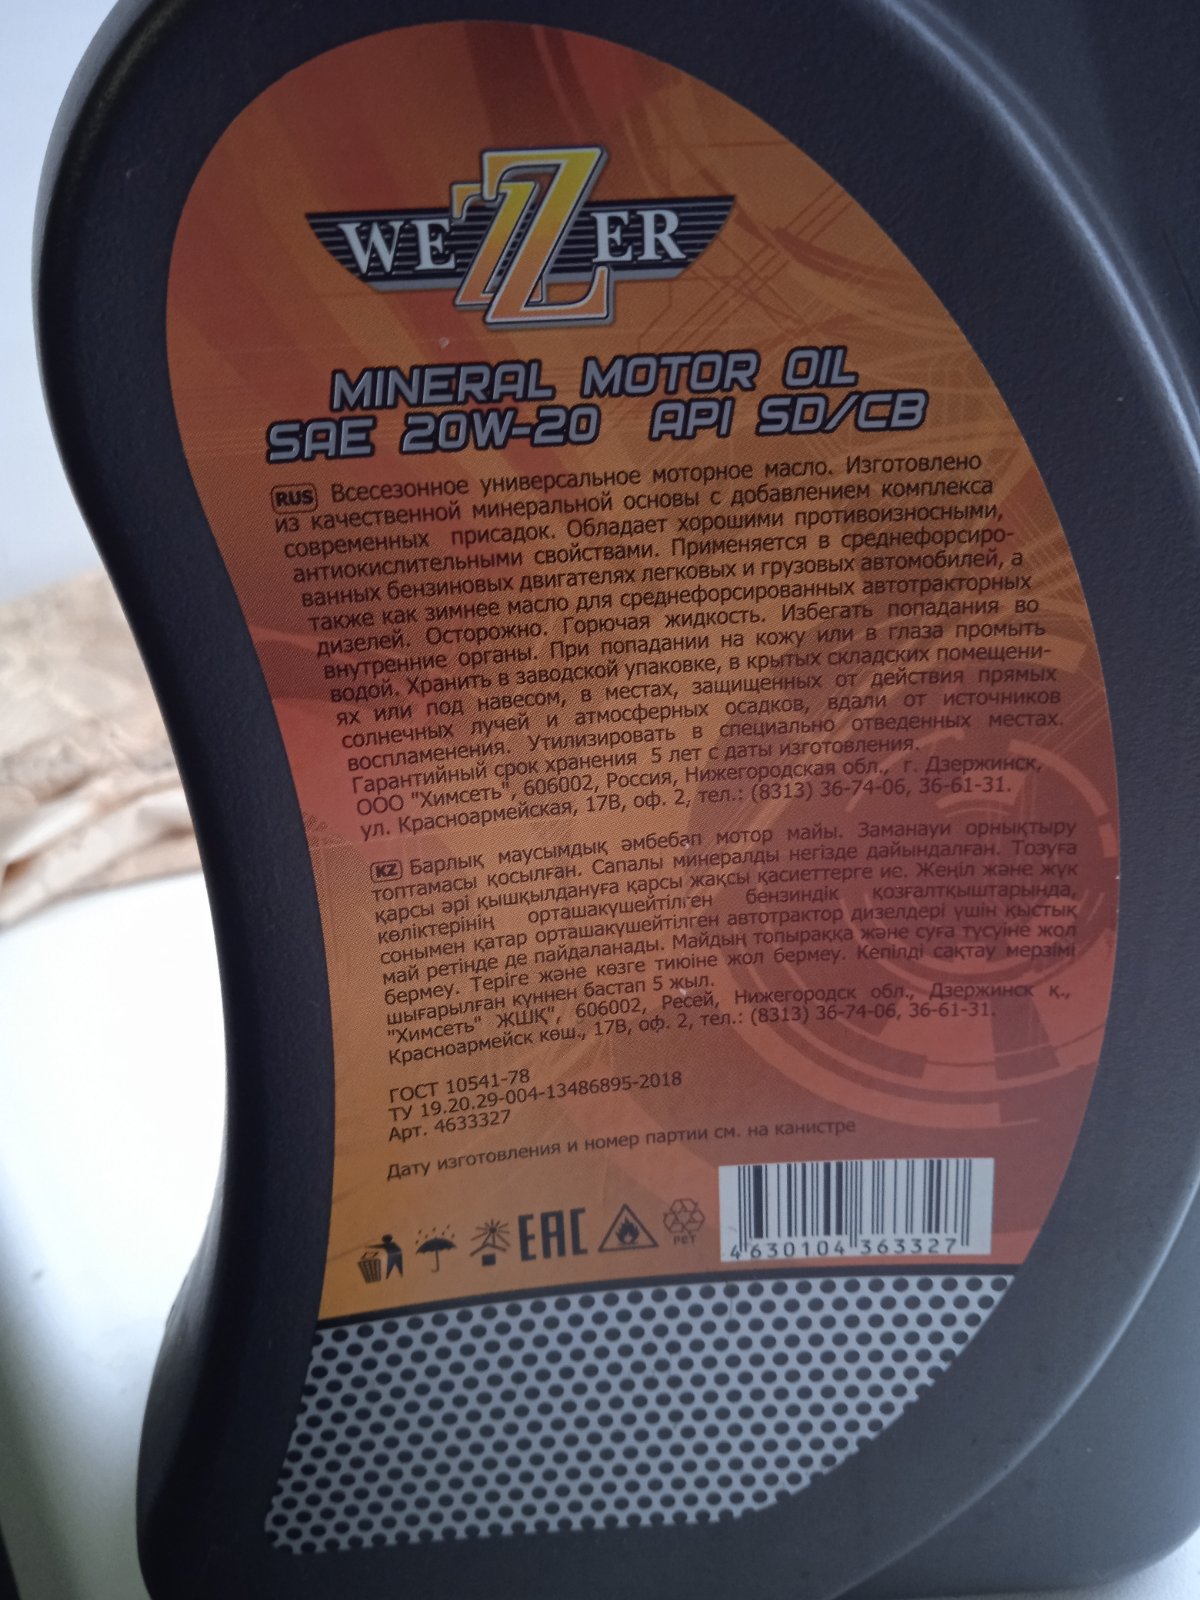 WEZZER
MINERAL MOTOR OIL
SAE 20W-20 API SD/CB
RUS Всесезонное универсальное моторное масло. Изготовлено
из качественной минеральной основы с добавлением комплекса
современных присадок. Обладает хорошими противоизносными,
антиокислительными свойствами. Применяется в среднефорсиро-
ванных бензиновых двигателях легковых и грузовых автомобилей, а
также как зимнее масло для среднефорсированных автотракторных
дизелей. Осторожно. Горючая жидкость. Избегать попадания во
внутренние органы. При попадании на кожу или в глаза промыть
водой. Хранить в заводской упаковке, в крытых складских помещени-
ях или под навесом, в местах, защищенных от действия прямых
солнечных лучей и атмосферных осадков, вдали от источников
воспламенения. Утилизировать в специально отведенных местах.
Гарантийный срок хранения 5 лет с даты изготовления.
ООО "Химсеть", 606002, Россия, Нижегородская обл., г. Дзержинск,
ул. Красноармейская, 17В, оф. 2, тел.: (8313) 36-74-06, 36-61-31.
KZ Барлық маусымдық әмбебап мотор майы. Заманауи орнықтыру
топтамасы қосылған. Сапалы минералды негізде дайындалған. Тозуға
қарсы әрі қышқылдануға қарсы жақсы қасиеттерге ие. Жеңіл және жүк
көліктерінің орташакүшейтілген бензиндік қозғалтқыштарында,
сонымен қатар орташакүшейтілген автотрактор дизелдері үшін қыстық
май ретінде де пайдаланады. Майдың топыраққа және суға түсуіне жол
бермеу. Теріге және көзге тиюіне жол бермеу. Кепілді сақтау мерзімі
шығарылған күннен бастап 5 жыл.
"Химсеть" ЖШҚ", 606002, Ресей, Нижегородск обл., Дзержинск қ.,
Красноармейск көш., 17В, оф. 2, тел.: (8313) 36-74-06, 36-61-31.
ГОСТ 10541-78
ТУ 19.20.29-004-13486895-2018
Арт. 4633327
Дату изготовления и номер партии см. на канистре
EAC
PET
4630104363327